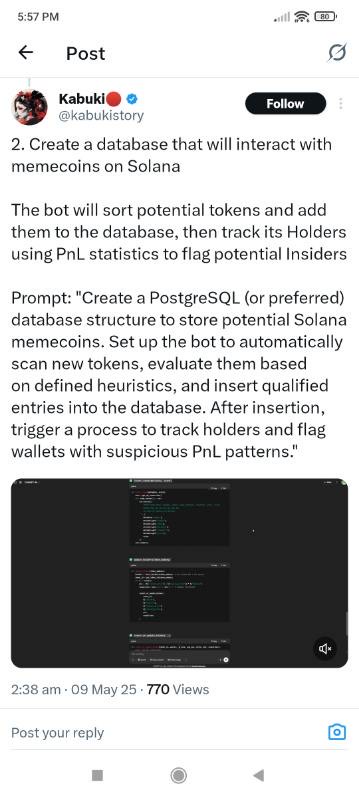 5:57 PM
80
Post
Kabuki
Follow
@kabukistory
2. Create a database that will interact with
memecoins on Solana
The bot will sort potential tokens and add
them to the database, then track its Holders
using PnL statistics to flag potential Insiders
Prompt: "Create a PostgreSQL (or preferred)
database structure to store potential Solana
memecoins. Set up the bot to automatically
scan new tokens, evaluate them based
on defined heuristics, and insert qualified
entries into the database. After insertion,
trigger a process to track holders and flag
wallets with suspicious PnL patterns."
2:38 am · 09 May 25 · 770 Views
Post your reply